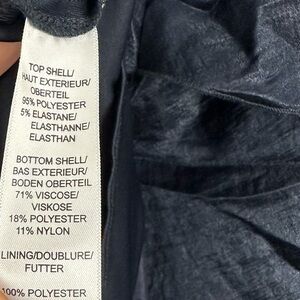 TOP SHELL/
HAUT EXTERIEUR/
OBERTEIL
95% POLYESTER
5% ELASTANE/
ELASTHANNE/
ELASTHAN
BOTTOM SHELL/
BAS EXTERIEUR/
BODEN OBERTEIL
71% VISCOSE/
VISKOSE
18% POLYESTER
11% NYLON
LINING/DOUBLURE/
FUTTER
100% POLYESTER